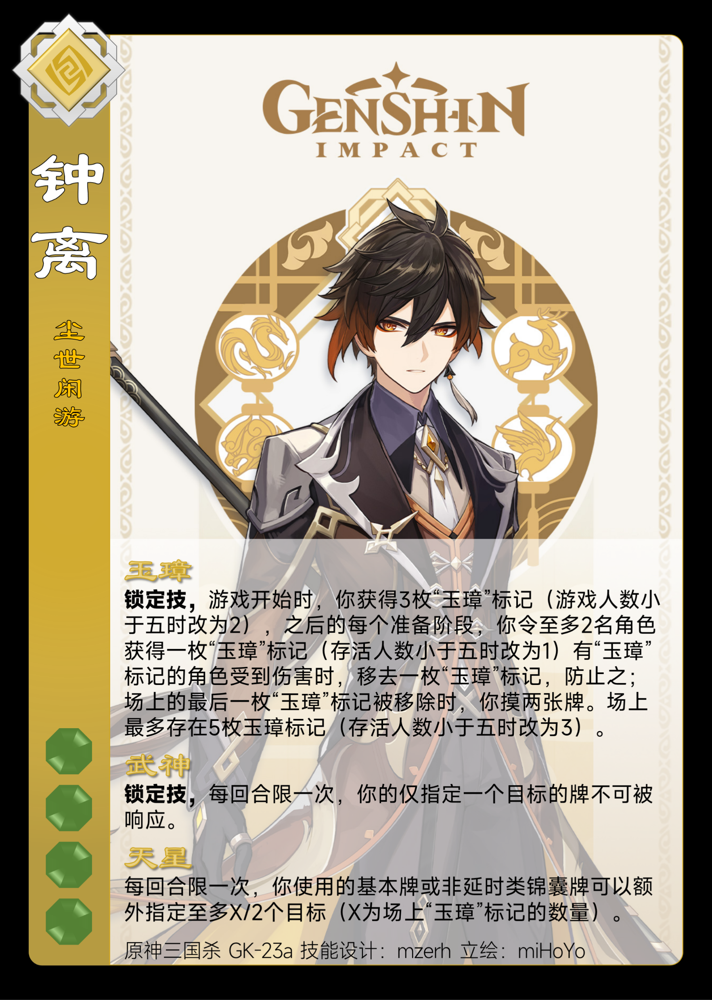 GENSHIN
IMPACT
钟离
尘世闲游
玉璋
锁定技，游戏开始时，你获得3枚“玉璋”标记（游戏人数小
于五时改为2），之后的每个准备阶段，你令至多2名角色
获得一枚“玉璋”标记（存活人数小于五时改为1）有“玉璋”
标记的角色受到伤害时，移去一枚“玉璋”标记，防止之；
场上的最后一枚“玉璋”标记被移除时，你摸两张牌。场上
最多存在5枚玉璋标记（存活人数小于五时改为3）。
武神
锁定技，每回合限一次，你的仅指定一个目标的牌不可被
响应。
天星
每回合限一次，你使用的基本牌或非延时类锦囊牌可以额
外指定至多X/2个目标（X为场上“玉璋”标记的数量）。
原神三国杀 GK-23a 技能设计：mzerh 立绘：miHoYo